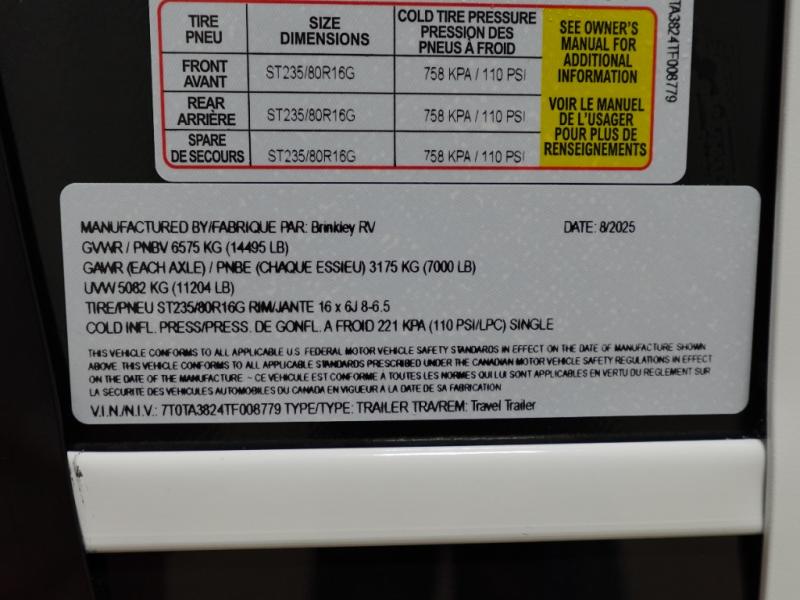 TIRE PNEU SIZE DIMENSIONS COLD TIRE PRESSURE PRESSION DES PNEUS À FROID
SEE OWNER'S MANUAL FOR ADDITIONAL INFORMATION
VOIR LE MANUEL DE L'USAGER POUR PLUS DE RENSEIGNEMENTS
FRONT AVANT ST235/80R16G 758 KPA / 110 PSI
REAR ARRIÈRE ST235/80R16G 758 KPA / 110 PSI
SPARE DE SECOURS ST235/80R16G 758 KPA / 110 PSI
TA3824TF008779
MANUFACTURED BY/FABRIQUE PAR: Brinkley RV DATE: 8/2025
GVWR / PNBV 6575 KG (14495 LB)
GAWR (EACH AXLE) / PNBE (CHAQUE ESSIEU) 3175 KG (7000 LB)
UVW 5082 KG (11204 LB)
TIRE/PNEU ST235/80R16G RIM/JANTE 16 x 6J 8-6.5
COLD INFL. PRESS/PRESS. DE GONFL. A FROID 221 KPA (110 PSI/LPC) SINGLE
THIS VEHICLE CONFORMS TO ALL APPLICABLE U.S. FEDERAL MOTOR VEHICLE SAFETY STANDARDS IN EFFECT ON THE DATE OF MANUFACTURE SHOWN
ABOVE. THIS VEHICLE CONFORMS TO ALL APPLICABLE STANDARDS PRESCRIBED UNDER THE CANADIAN MOTOR VEHICLE SAFETY REGULATIONS IN EFFECT
ON THE DATE OF THE MANUFACTURE ~ CE VEHICULE EST CONFORME À TOUTES LES NORMES QUI LUI SONT APPLICABLES EN VERTU DU REGLEMENT SUR
LA SECURITE DES VEHICULES AUTOMOBILES DU CANADA EN VIGUEUR A LA DATE DE SA FABRICATION
V.I.N./N.I.V.: 7T0TA3824TF008779 TYPE/TYPE: TRAILER TRA/REM: Travel Trailer